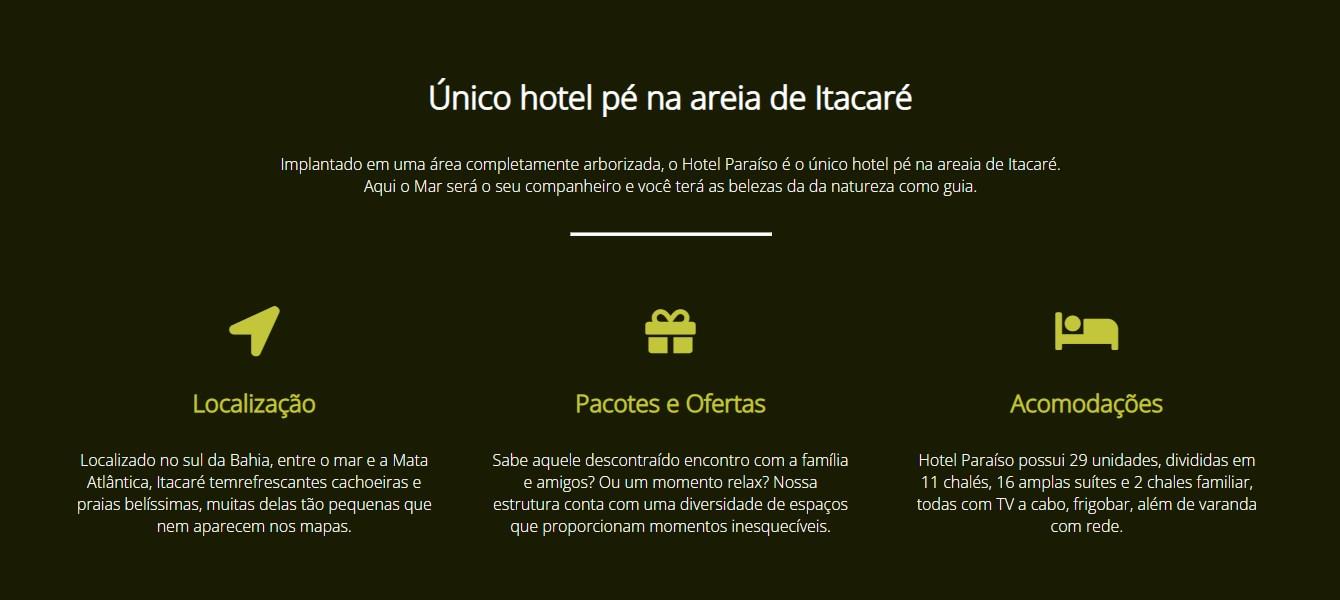 Único hotel pé na areia de Itacaré
Implantado em uma área completamente arborizada, o Hotel Paraíso é o único hotel pé na areaia de Itacaré.
Aqui o Mar será o seu companheiro e você terá as belezas da da natureza como guia.
Localização
Localizado no sul da Bahia, entre o mar e a Mata
Atlântica, Itacaré temrefrescantes cachoeiras e
praias belíssimas, muitas delas tão pequenas que
nem aparecem nos mapas.
Pacotes e Ofertas
Sabe aquele descontraído encontro com a família
e amigos? Ou um momento relax? Nossa
estrutura conta com uma diversidade de espaços
que proporcionam momentos inesquecíveis.
Acomodações
Hotel Paraíso possui 29 unidades, divididas em
11 chalés, 16 amplas suítes e 2 chales familiar,
todas com TV a cabo, frigobar, além de varanda
com rede.